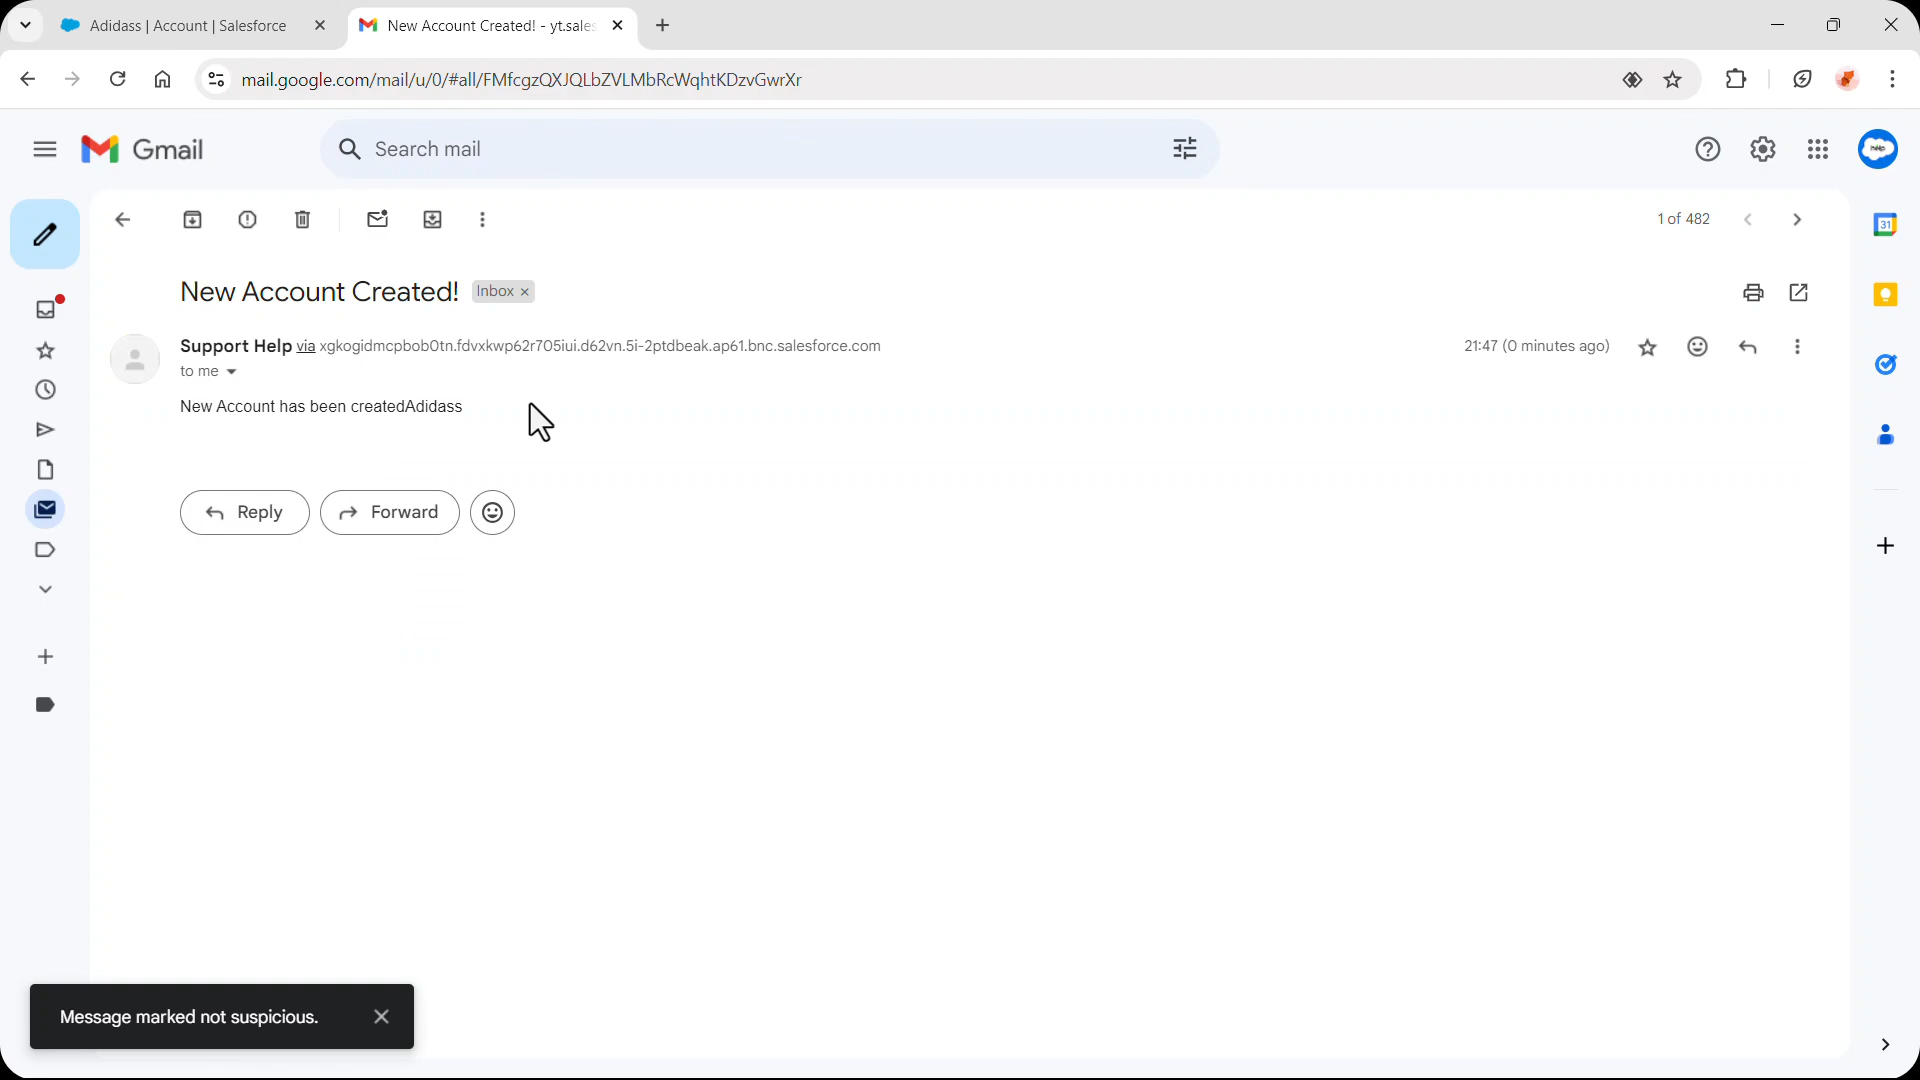 Adidass | Account | Salesforce
New Account Created! - yt.sales
mail.google.com/mail/u/0/#all/FMfcgzQXJQLbZVLMbRcWqhtKDzvGwrXr
Gmail
Search mail
help
1 of 482
31
New Account Created!
Inbox ×
Support Help via xgkogidmcpbob0tn.fdvxkwp62r705iui.d62vn.5i-2ptdbeak.ap61.bnc.salesforce.com
21:47 (0 minutes ago)
to me
New Account has been createdAdidass
Reply
Forward
Message marked not suspicious.